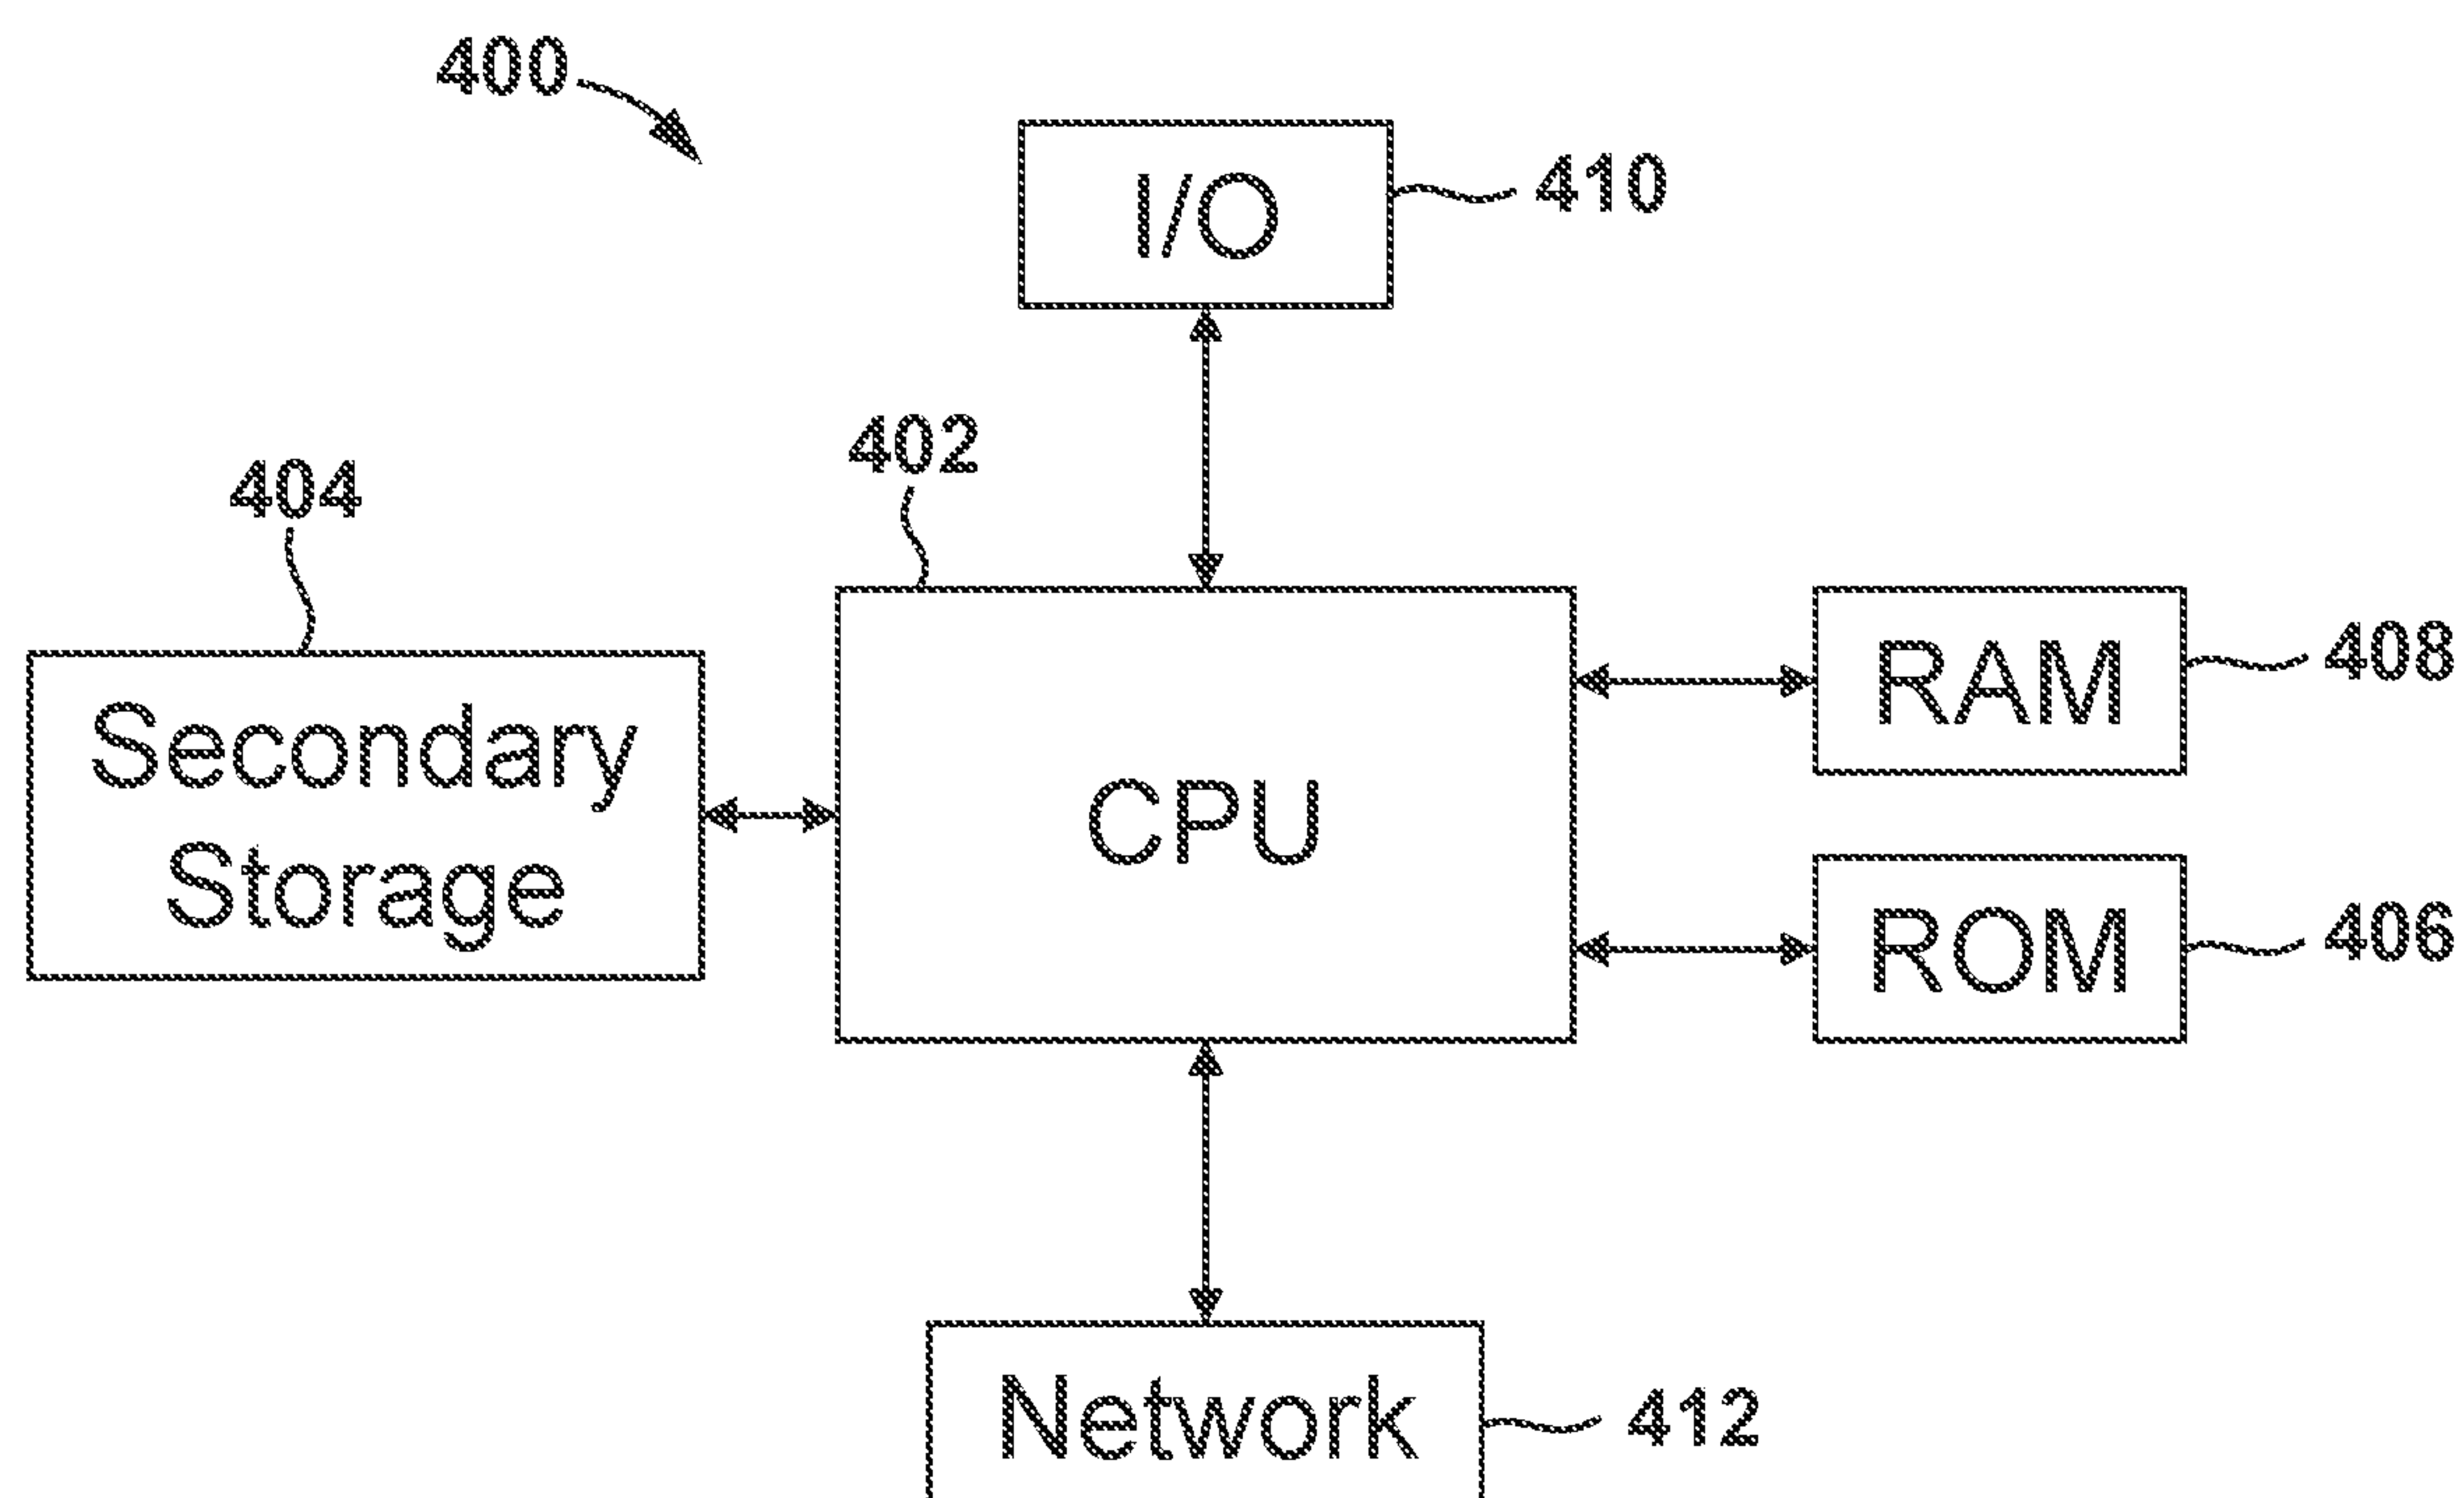 400
I/O
410
402
404
Secondary
Storage
CPU
RAM
408
ROM
406
Network
412